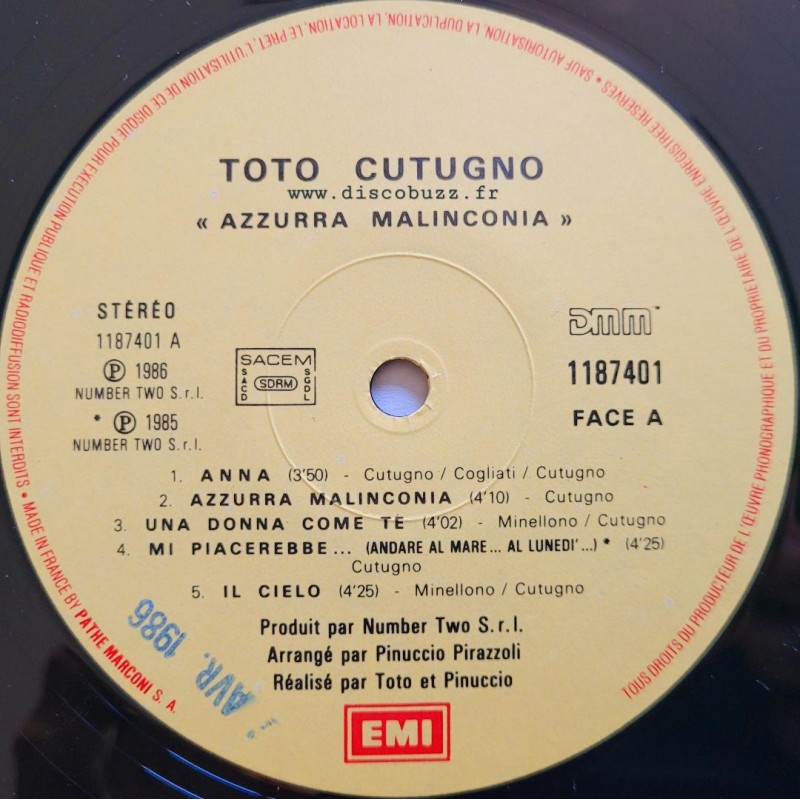 SAUF AUTORISATION, LA DUPLICATION, LA LOCATION, LE PRET, L'UTILISATION DE CE DISQUE POUR EXECUTION PUBLIQUE ET RADIODIFFUSION SONT INTERDITS • MADE IN FRANCE BY PATHE MARCONI S. A.
TOUS DROITS DU PRODUCTEUR DE L'ŒUVRE PHONOGRAPHIQUE ET DU PROPRIETAIRE DE L'ŒUVRE ENREGISTREE RESERVES •
TOTO CUTUGNO
www.discobuzz.fr
« AZZURRA MALINCONIA »
STÉRÉO
1187401 A
Ⓟ 1986
NUMBER TWO S.r.l.
* Ⓟ 1985
NUMBER TWO S.r.l.
SACEM
SACD
SDRM
SGDL
DMM
1187401
FACE A
1. ANNA (3'50) - Cutugno / Cogliati / Cutugno
2. AZZURRA MALINCONIA (4'10) - Cutugno
3. UNA DONNA COME TE (4'02) - Minellono / Cutugno
4. MI PIACEREBBE... (ANDARE AL MARE... AL LUNEDI'...) * (4'25)
Cutugno
5. IL CIELO (4'25) - Minellono / Cutugno
Produit par Number Two S.r.l.
Arrangé par Pinuccio Pirazzoli
Réalisé par Toto et Pinuccio
AVR. 1986
EMI